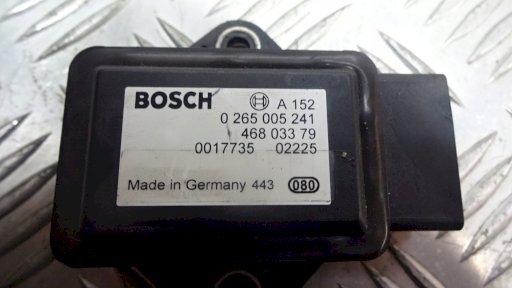 BOSCH A 152
0 265 005 241
468 033 79
0017735 02225
Made in Germany 443 080